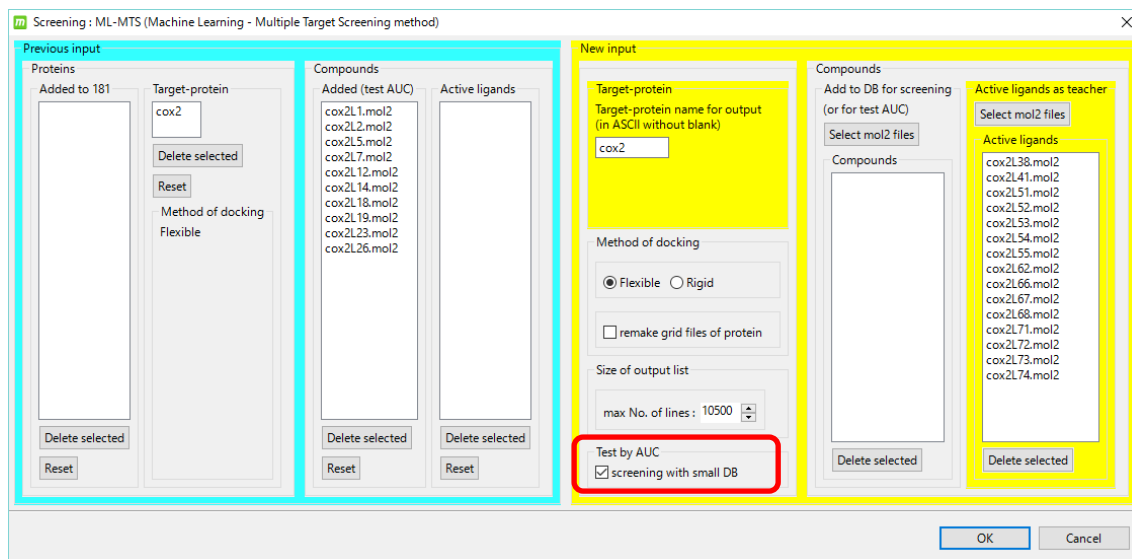 Screening : ML-MTS (Machine Learning - Multiple Target Screening method)
Previous input
Proteins
Added to 181
Target-protein
cox2
Delete selected
Reset
Method of docking
Flexible
Delete selected
Reset
Compounds
Added (test AUC)
cox2L1.mol2
cox2L2.mol2
cox2L5.mol2
cox2L7.mol2
cox2L12.mol2
cox2L14.mol2
cox2L18.mol2
cox2L19.mol2
cox2L23.mol2
cox2L26.mol2
Delete selected
Reset
Active ligands
Delete selected
Reset
New input
Target-protein
Target-protein name for output
(in ASCII without blank)
cox2
Method of docking
Flexible
Rigid
remake grid files of protein
Size of output list
max No. of lines : 10500
Test by AUC
screening with small DB
Compounds
Add to DB for screening
(or for test AUC)
Select mol2 files
Compounds
Delete selected
Active ligands as teacher
Select mol2 files
Active ligands
cox2L38.mol2
cox2L41.mol2
cox2L51.mol2
cox2L52.mol2
cox2L53.mol2
cox2L54.mol2
cox2L55.mol2
cox2L62.mol2
cox2L66.mol2
cox2L67.mol2
cox2L68.mol2
cox2L71.mol2
cox2L72.mol2
cox2L73.mol2
cox2L74.mol2
Delete selected
OK
Cancel